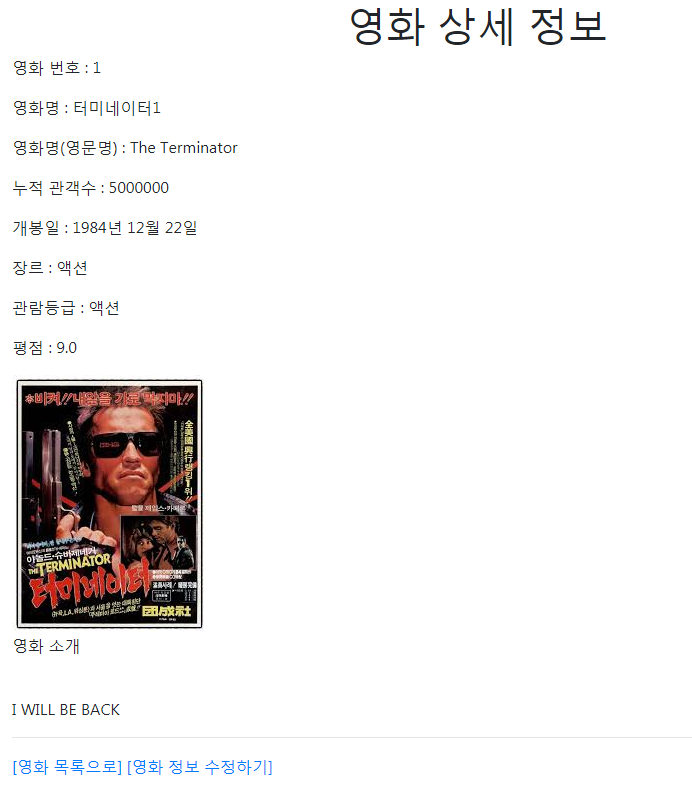 영화 상세 정보
영화 번호 : 1
영화명 : 터미네이터1
영화명(영문명) : The Terminator
누적 관객수 : 5000000
개봉일 : 1984년 12월 22일
장르 : 액션
관람등급 : 액션
평점 : 9.0
비켜!! 내앞을 가로막지마!!
全美國興行랭킹1위!!
아놀드·슈바제네거
THE TERMINATOR
터미네이터
団成社
영화 소개
I WILL BE BACK
[영화 목록으로] [영화 정보 수정하기]